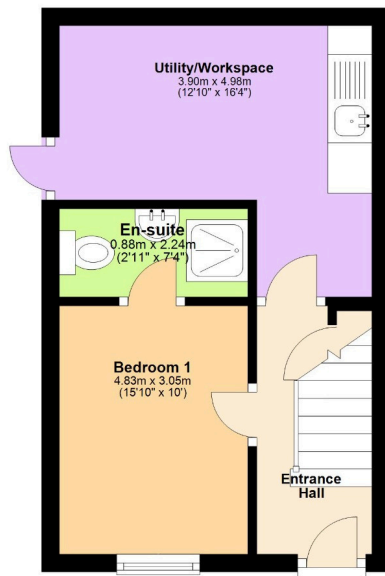 Utility/Workspace
3.90m x 4.98m
(12'10" x 16'4")
En-suite
0.88m x 2.24m
(2'11" x 7'4")
Bedroom 1
4.83m x 3.05m
(15'10" x 10')
Entrance
Hall